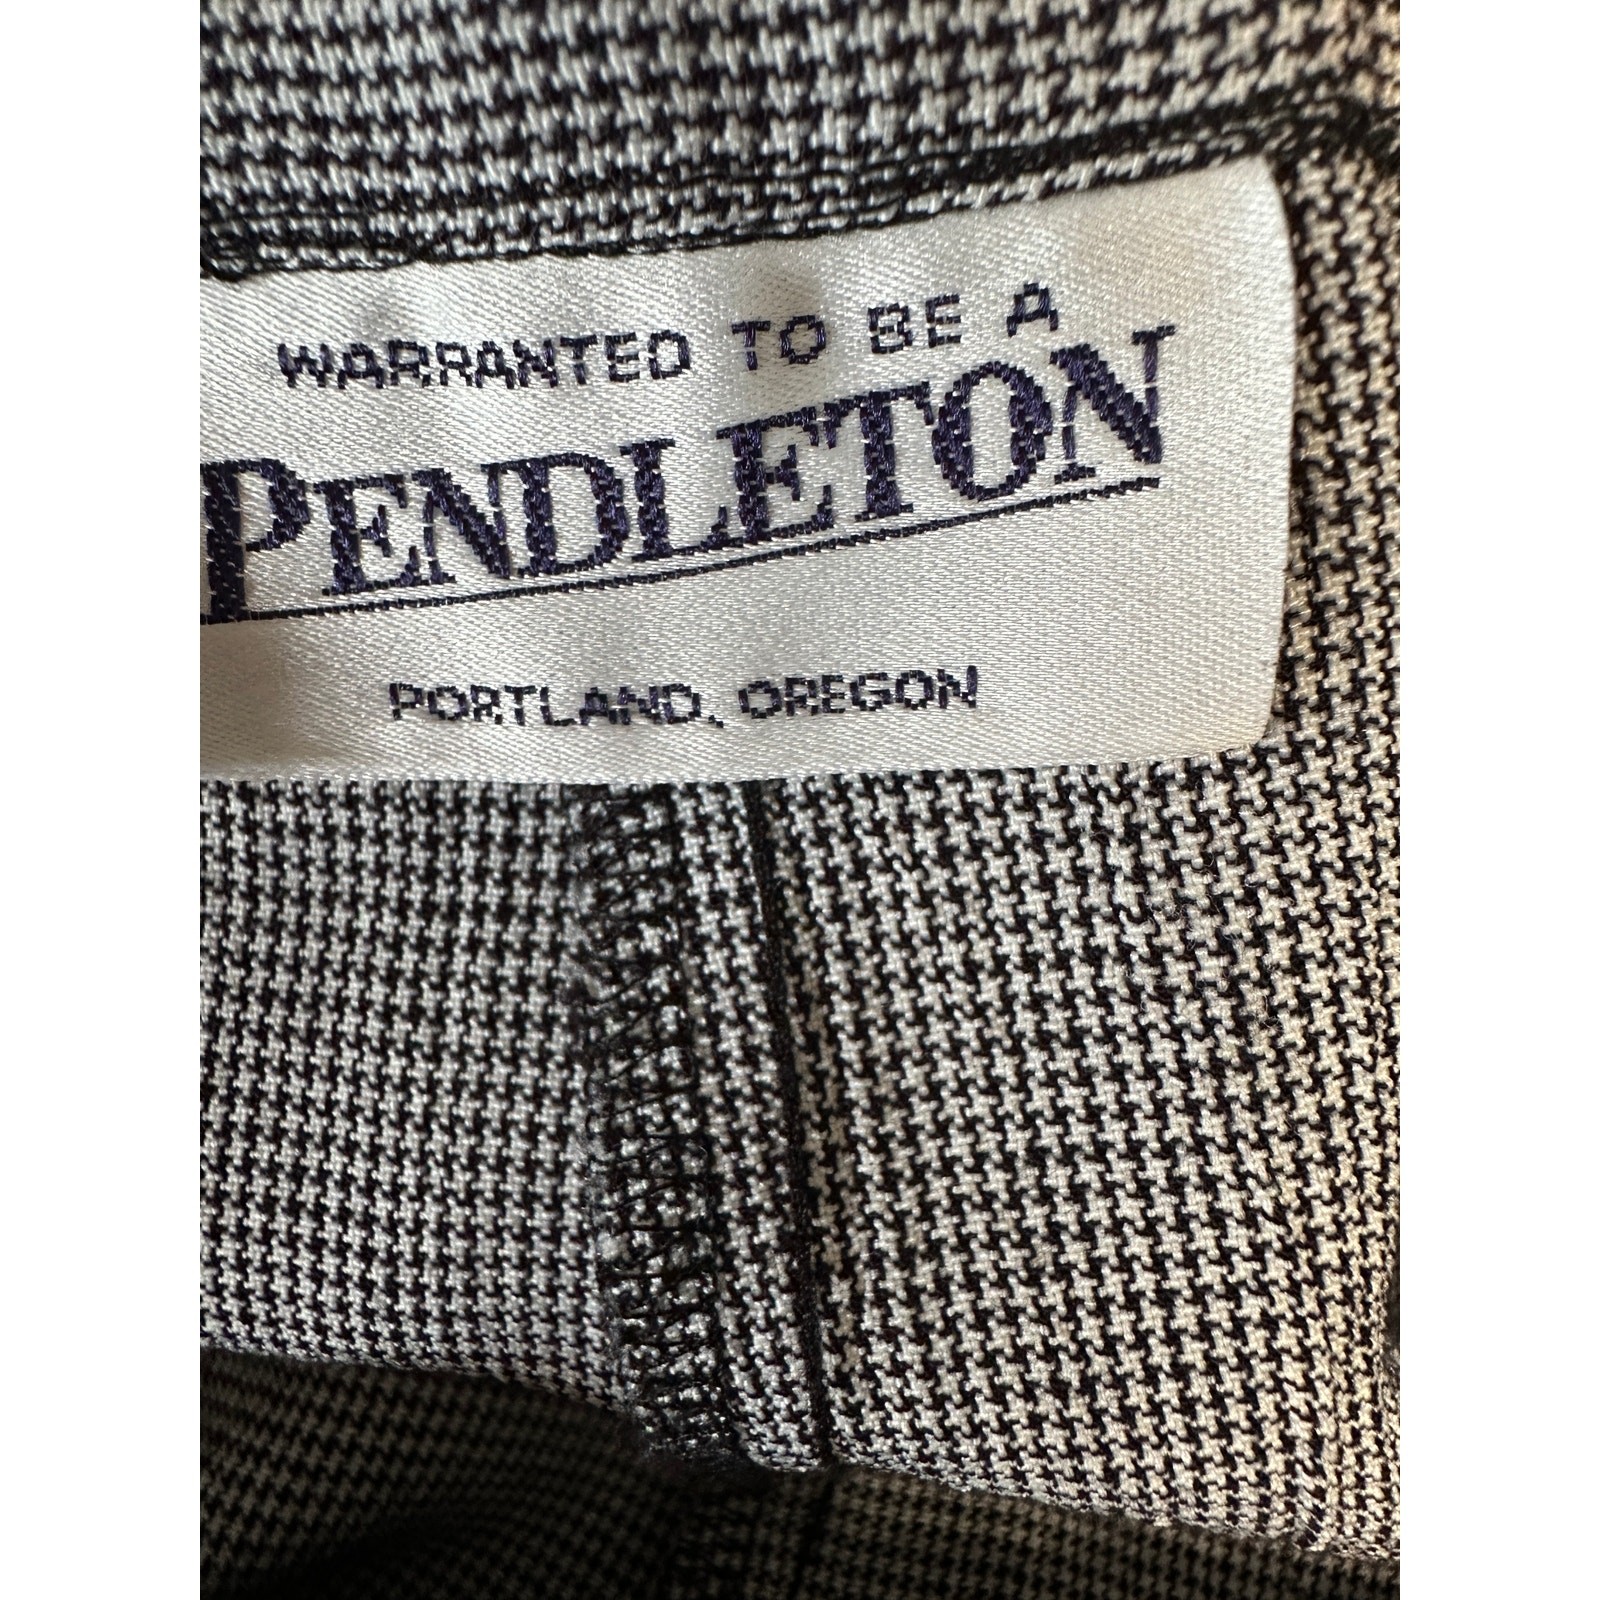 WARRANTED TO BE A
PENDLETON
PORTLAND, OREGON